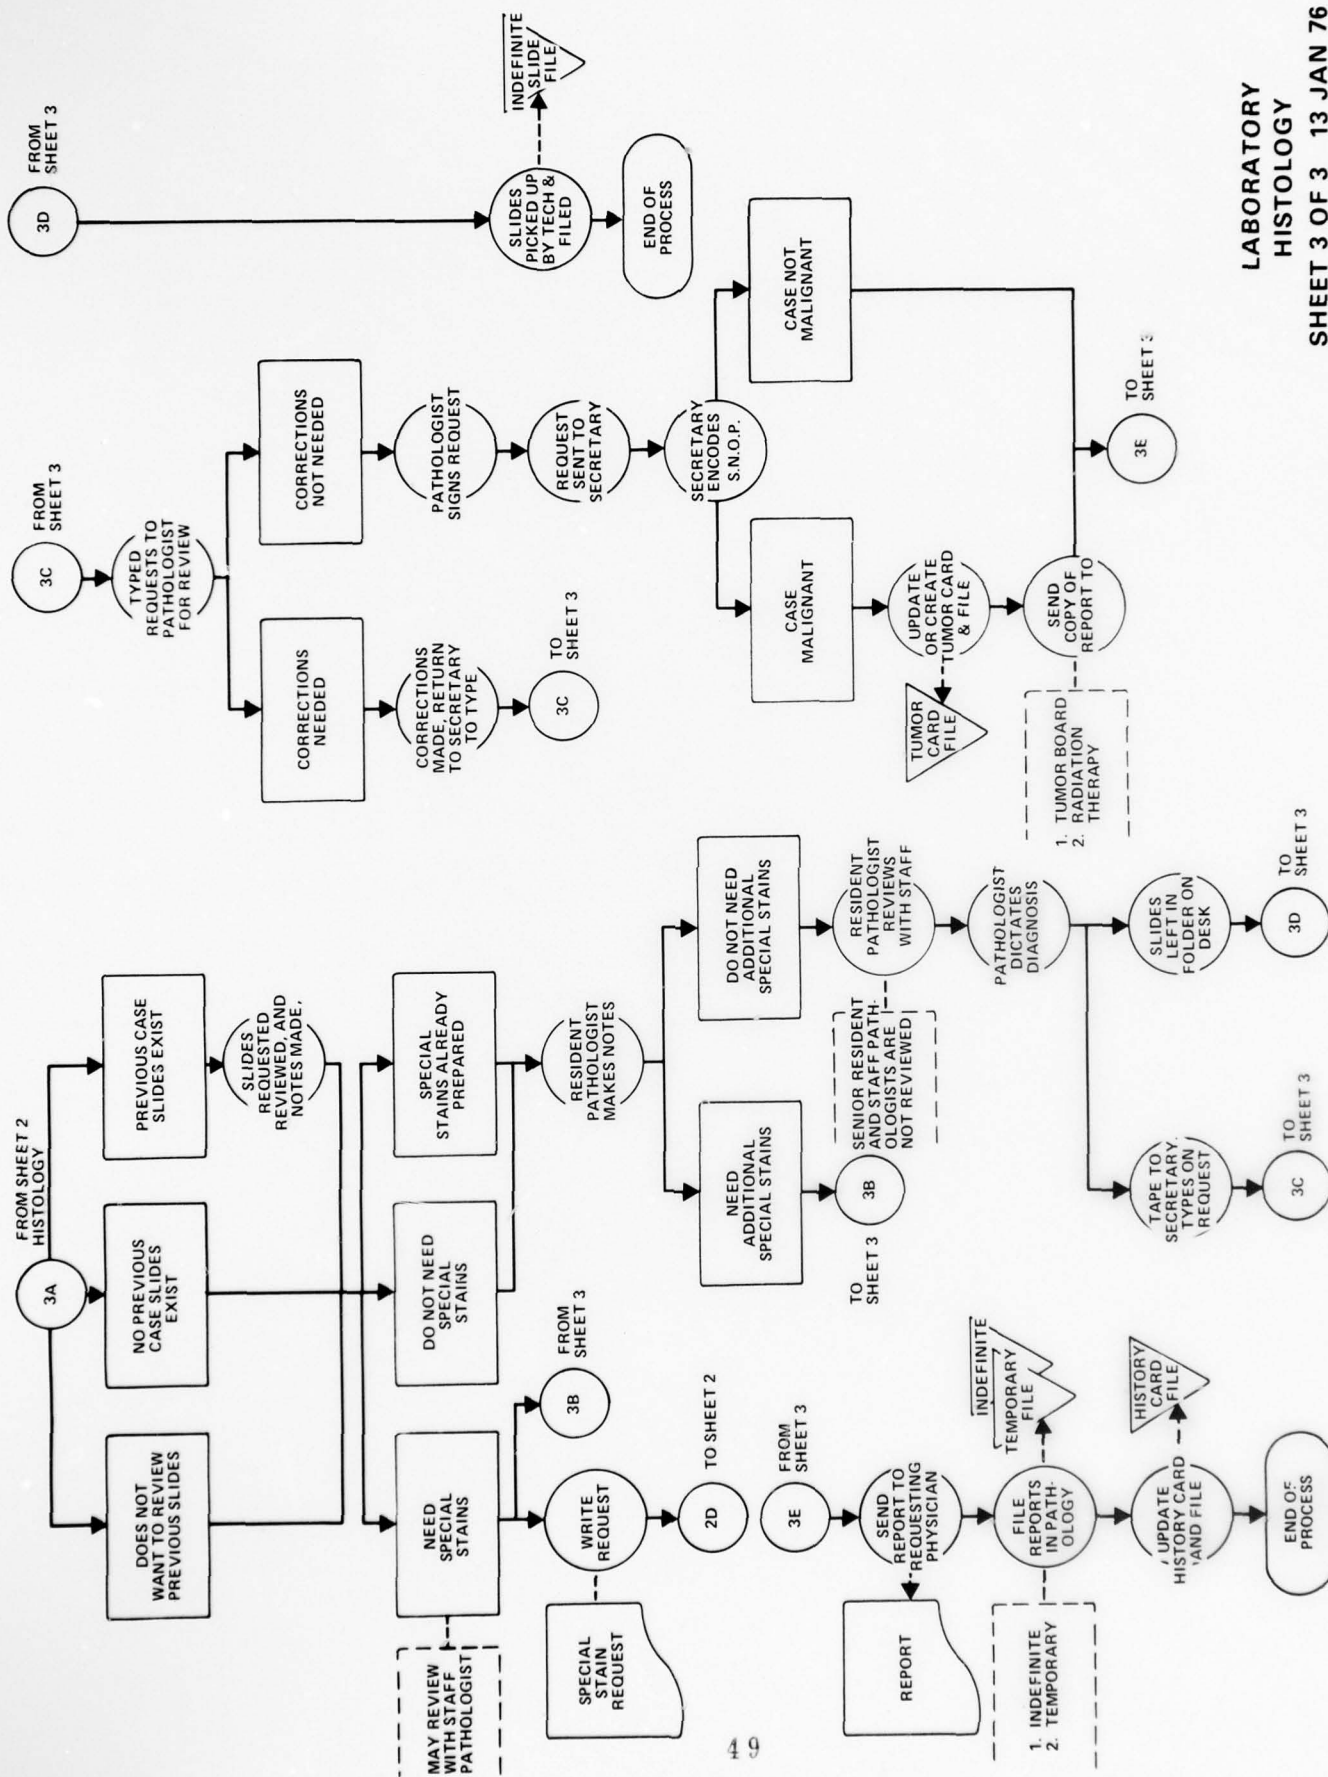 FROM SHEET 2
HISTOLOGY
3A
DOES NOT
WANT TO REVIEW
PREVIOUS SLIDES
NO PREVIOUS
CASE SLIDES
EXIST
PREVIOUS CASE
SLIDES EXIST
SLIDES
REQUESTED
REVIEWED, AND
NOTES MADE.
MAY REVIEW
WITH STAFF
PATHOLOGIST
NEED
SPECIAL
STAINS
DO NOT NEED
SPECIAL
STAINS
SPECIAL
STAINS ALREADY
PREPARED
SPECIAL
STAIN
REQUEST
WRITE
REQUEST
3B
FROM
SHEET 3
2D
TO SHEET 2
RESIDENT
PATHOLOGIST
MAKES NOTES
NEED
ADDITIONAL
SPECIAL STAINS
DO NOT NEED
ADDITIONAL
SPECIAL STAINS
TO
SHEET 3
3B
SENIOR RESIDENT
AND STAFF PATH-
OLOGISTS ARE
NOT REVIEWED
RESIDENT
PATHOLOGIST
REVIEWS
WITH STAFF
PATHOLOGIST
DICTATES
DIAGNOSIS
TAPE TO
SECRETARY.
TYPES ON
REQUEST
SLIDES
LEFT IN
FOLDER ON
DESK
3C
TO
SHEET 3
3D
TO
SHEET 3
3E
FROM
SHEET 3
REPORT
SEND
REPORT TO
REQUESTING
PHYSICIAN
1. INDEFINITE
2. TEMPORARY
FILE
REPORTS
IN PATH-
OLOGY
INDEFINITE
TEMPORARY
FILE
UPDATE
HISTORY CARD
AND FILE
HISTORY
CARD
FILE
END OF
PROCESS
3C
FROM
SHEET 3
TYPED
REQUESTS TO
PATHOLOGIST
FOR REVIEW
CORRECTIONS
NEEDED
CORRECTIONS
NOT NEEDED
CORRECTIONS
MADE, RETURN
TO SECRETARY
TO TYPE
3C
TO
SHEET 3
PATHOLOGIST
SIGNS REQUEST
REQUEST
SENT TO
SECRETARY
SECRETARY
ENCODES
S.N.O.P.
CASE
MALIGNANT
CASE NOT
MALIGNANT
TUMOR
CARD
FILE
UPDATE
OR CREATE
TUMOR CARD
& FILE
1. TUMOR BOARD
2. RADIATION
THERAPY
SEND
COPY OF
REPORT TO
3E
TO
SHEET 3
3D
FROM
SHEET 3
SLIDES
PICKED UP
BY TECH &
FILED
INDEFINITE
SLIDE
FILE
END OF
PROCESS
LABORATORY
HISTOLOGY
SHEET 3 OF 3 13 JAN 76
49